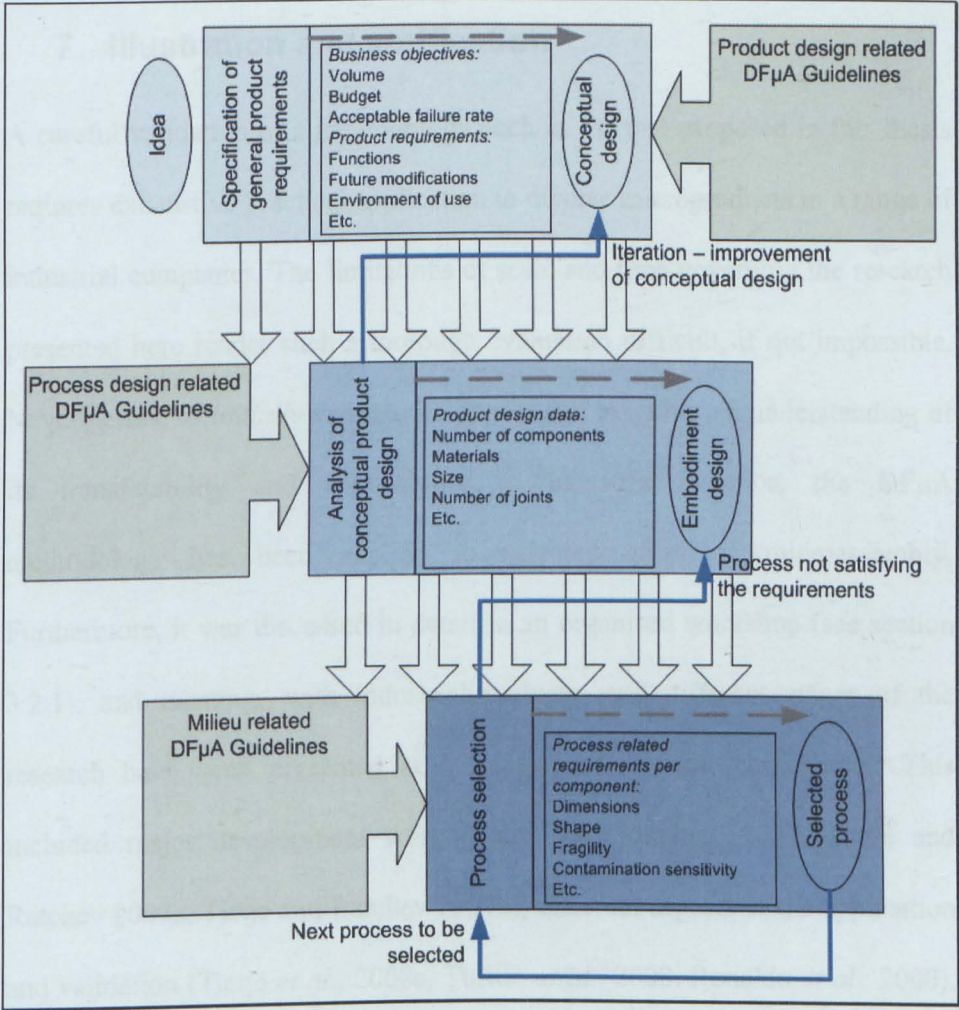 Idea
Specification of
general product
requirements
Business objectives:
Volume
Budget
Acceptable failure rate
Product requirements:
Functions
Future modifications
Environment of use
Etc.
Conceptual
design
Product design related
DFµA Guidelines
Iteration – improvement
of conceptual design
Process design related
DFµA Guidelines
Analysis of
conceptual product
design
Product design data:
Number of components
Materials
Size
Number of joints
Etc.
Embodiment
design
Process not satisfying
the requirements
Milieu related
DFµA Guidelines
Process selection
Process related
requirements per
component:
Dimensions
Shape
Fragility
Contamination sensitivity
Etc.
Selected
process
Next process to be
selected